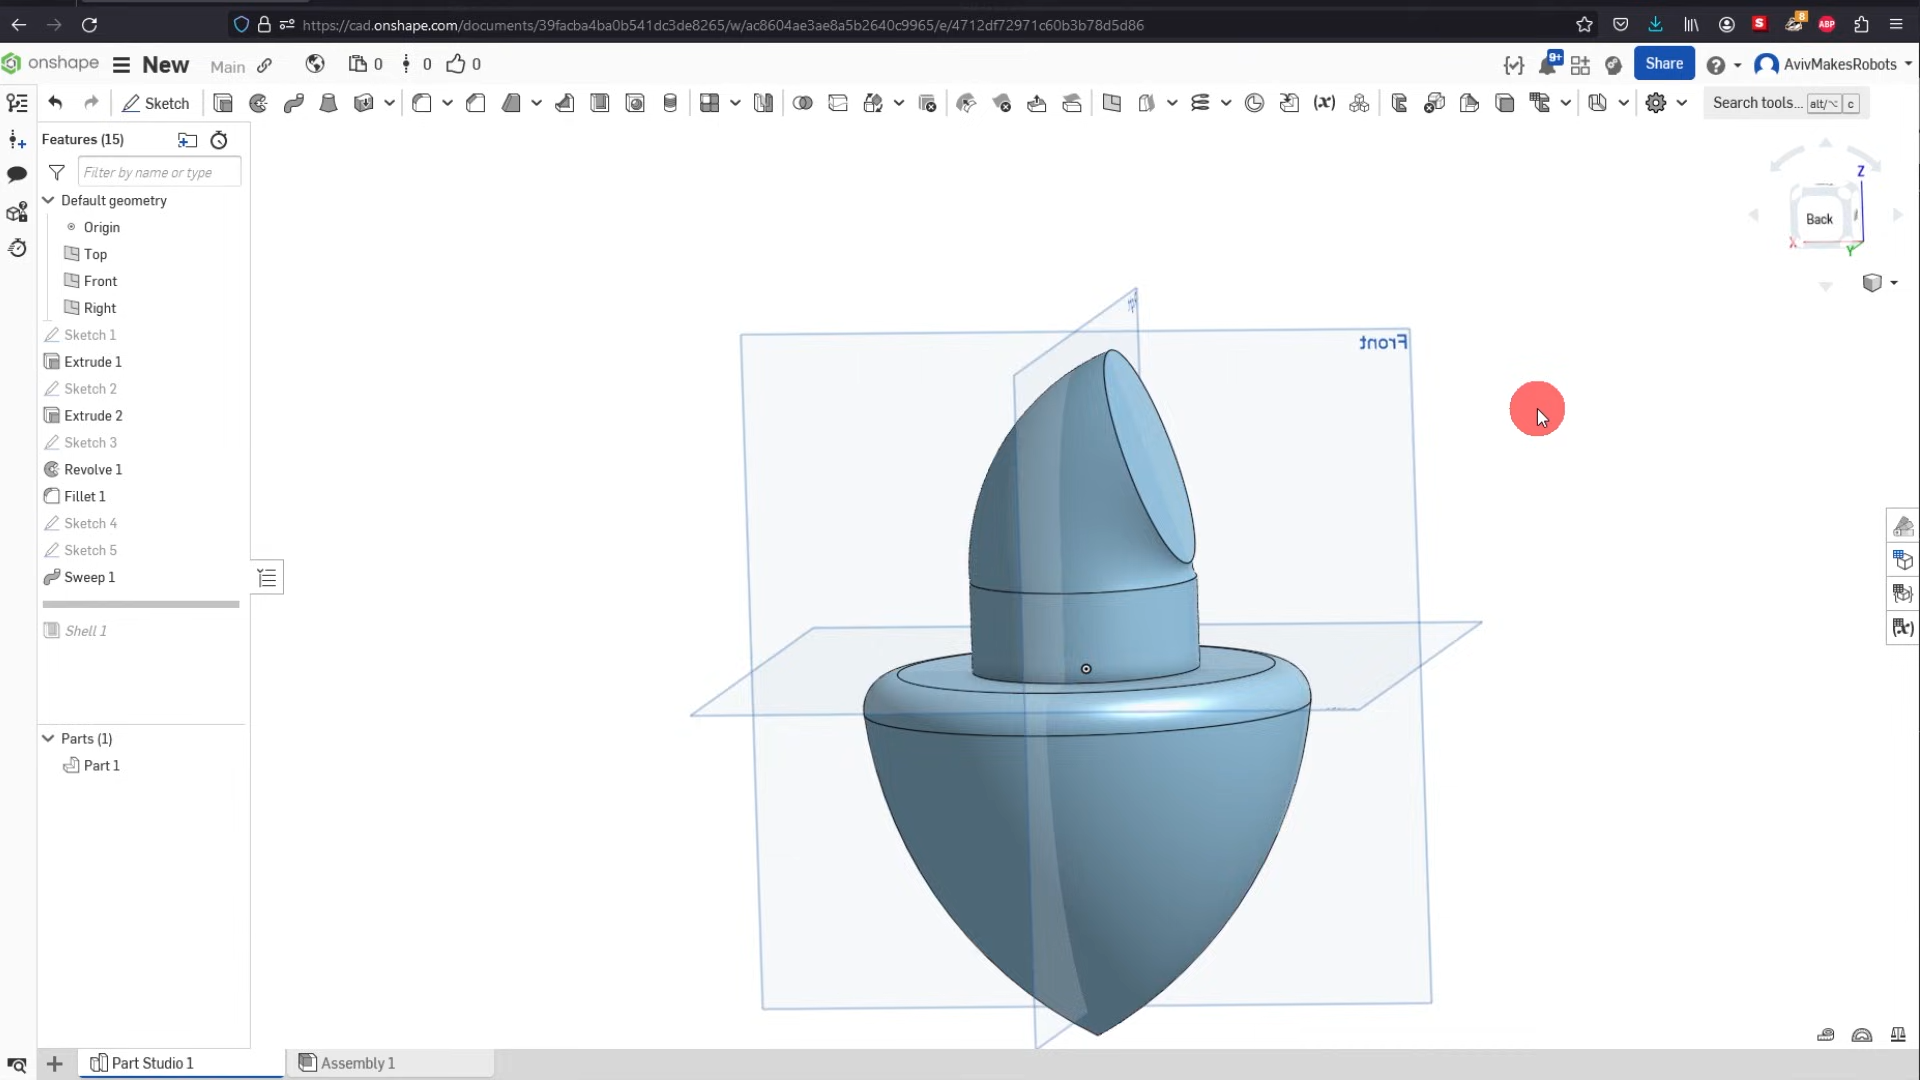 https://cad.onshape.com/documents/39facba4ba0b541dc3de8265/w/ac8604ae3ae8a5b2640c9965/e/4712df72971c60b3b78d5d86
S
8
ABP
onshape
New
Main
0
0
0
9+
Share
AvivMakesRobots
Sketch
(x)
Search tools...
alt/⌥
c
Features (15)
Filter by name or type
Default geometry
Origin
Top
Front
Right
Sketch 1
Extrude 1
Sketch 2
Extrude 2
Sketch 3
Revolve 1
Fillet 1
Sketch 4
Sketch 5
Sweep 1
Shell 1
Parts (1)
Part 1
Front
Z
Back
X
Y
(x)
Part Studio 1
Assembly 1